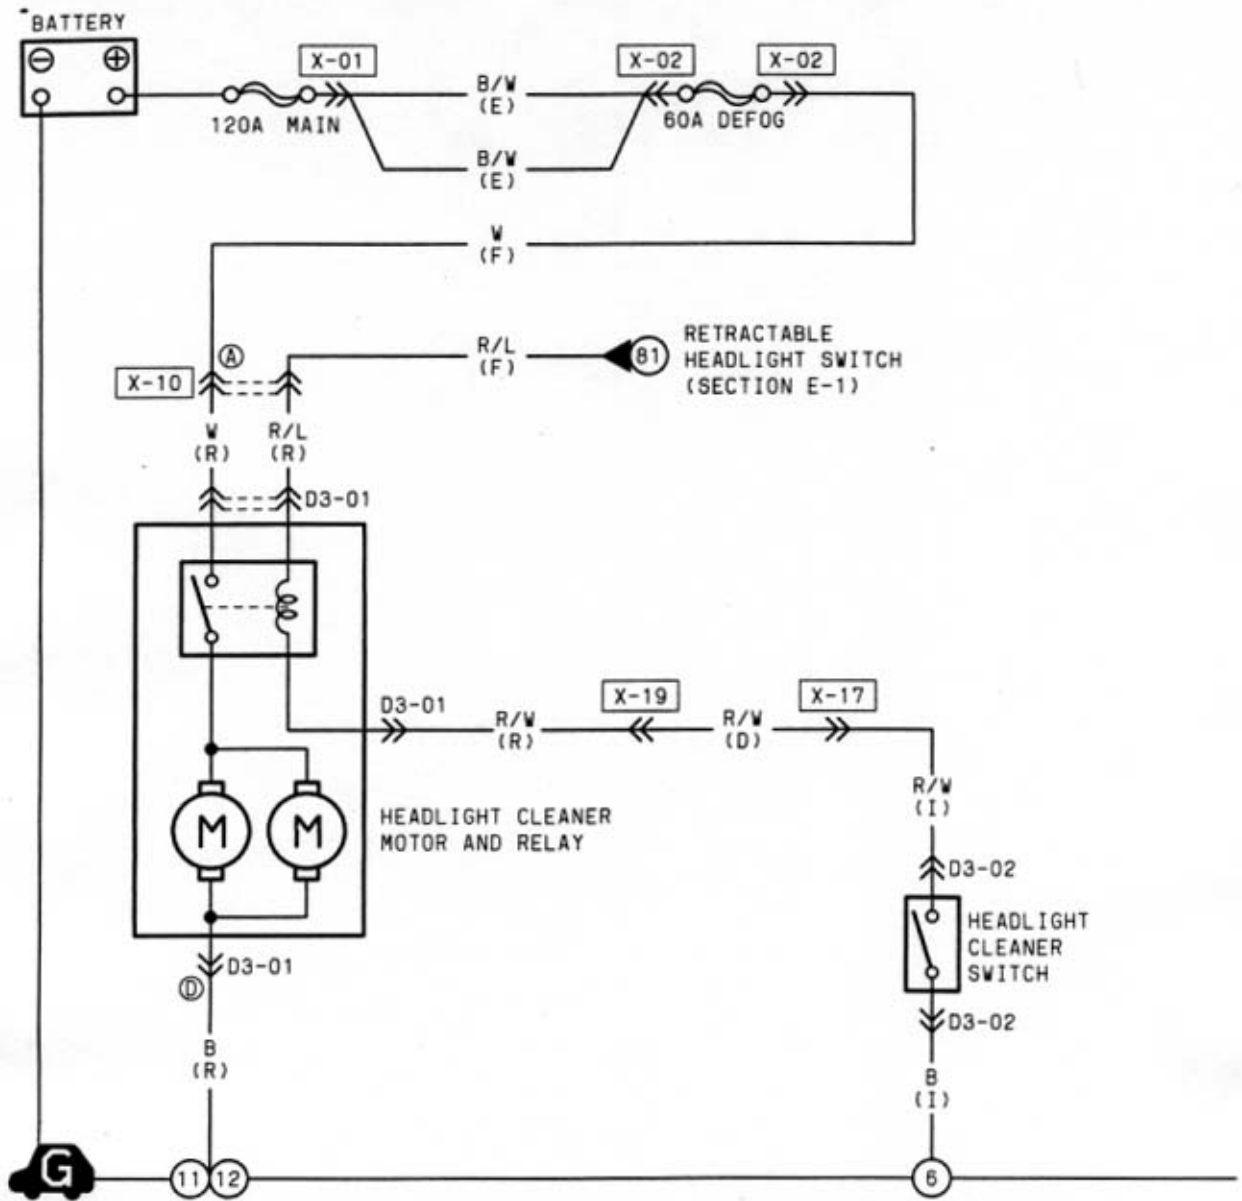 BATTERY
⊖ ⊕
X-01
X-02
X-02
120A MAIN
B/W
(E)
60A DEFOG
B/W
(E)
W
(F)
A
R/L
(F)
81
RETRACTABLE
HEADLIGHT SWITCH
(SECTION E-1)
X-10
W
(R)
R/L
(R)
D3-01
D3-01
R/W
(R)
X-19
R/W
(D)
X-17
R/W
(I)
M
M
HEADLIGHT CLEANER
MOTOR AND RELAY
D3-02
HEADLIGHT
CLEANER
SWITCH
D3-01
D
D3-02
B
(R)
B
(I)
G
11
12
6